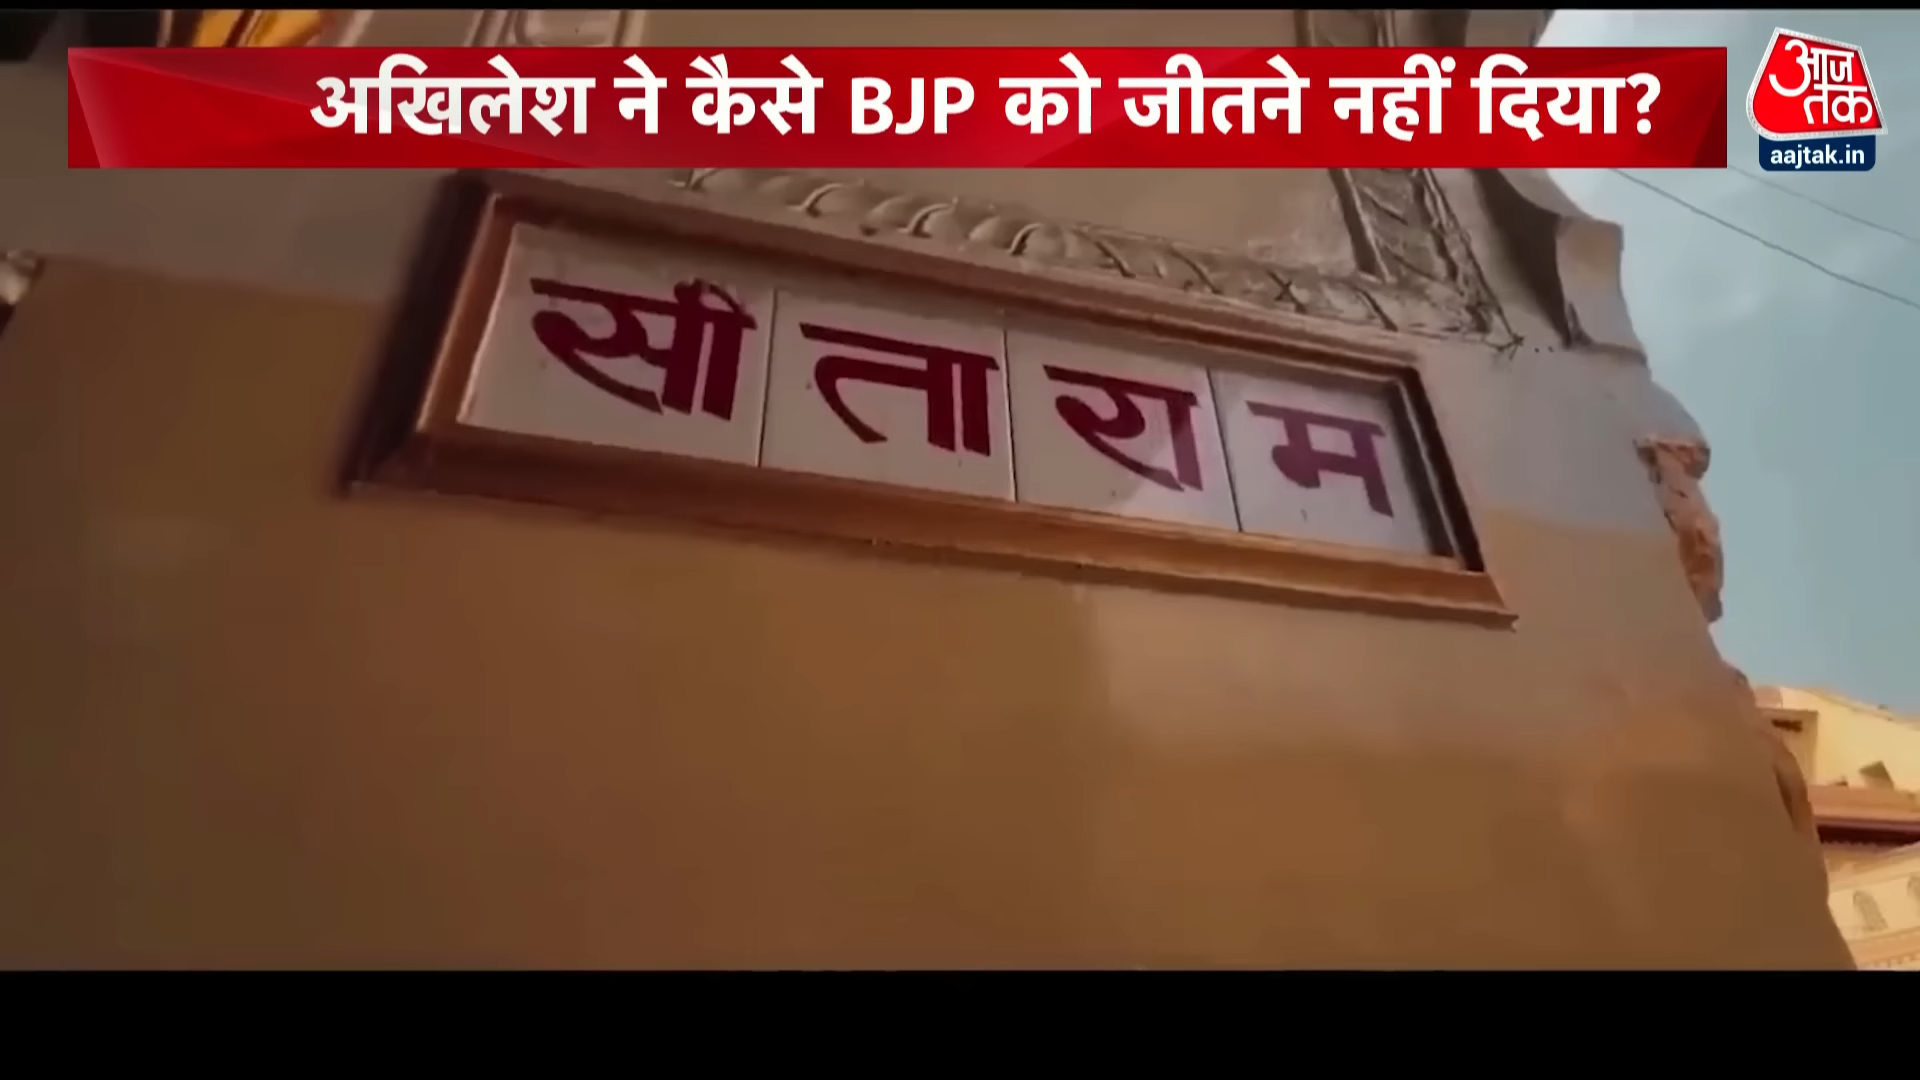 अखिलेश ने कैसे BJP को जीतने नहीं दिया?
आज
तक
aajtak.in
सीताराम